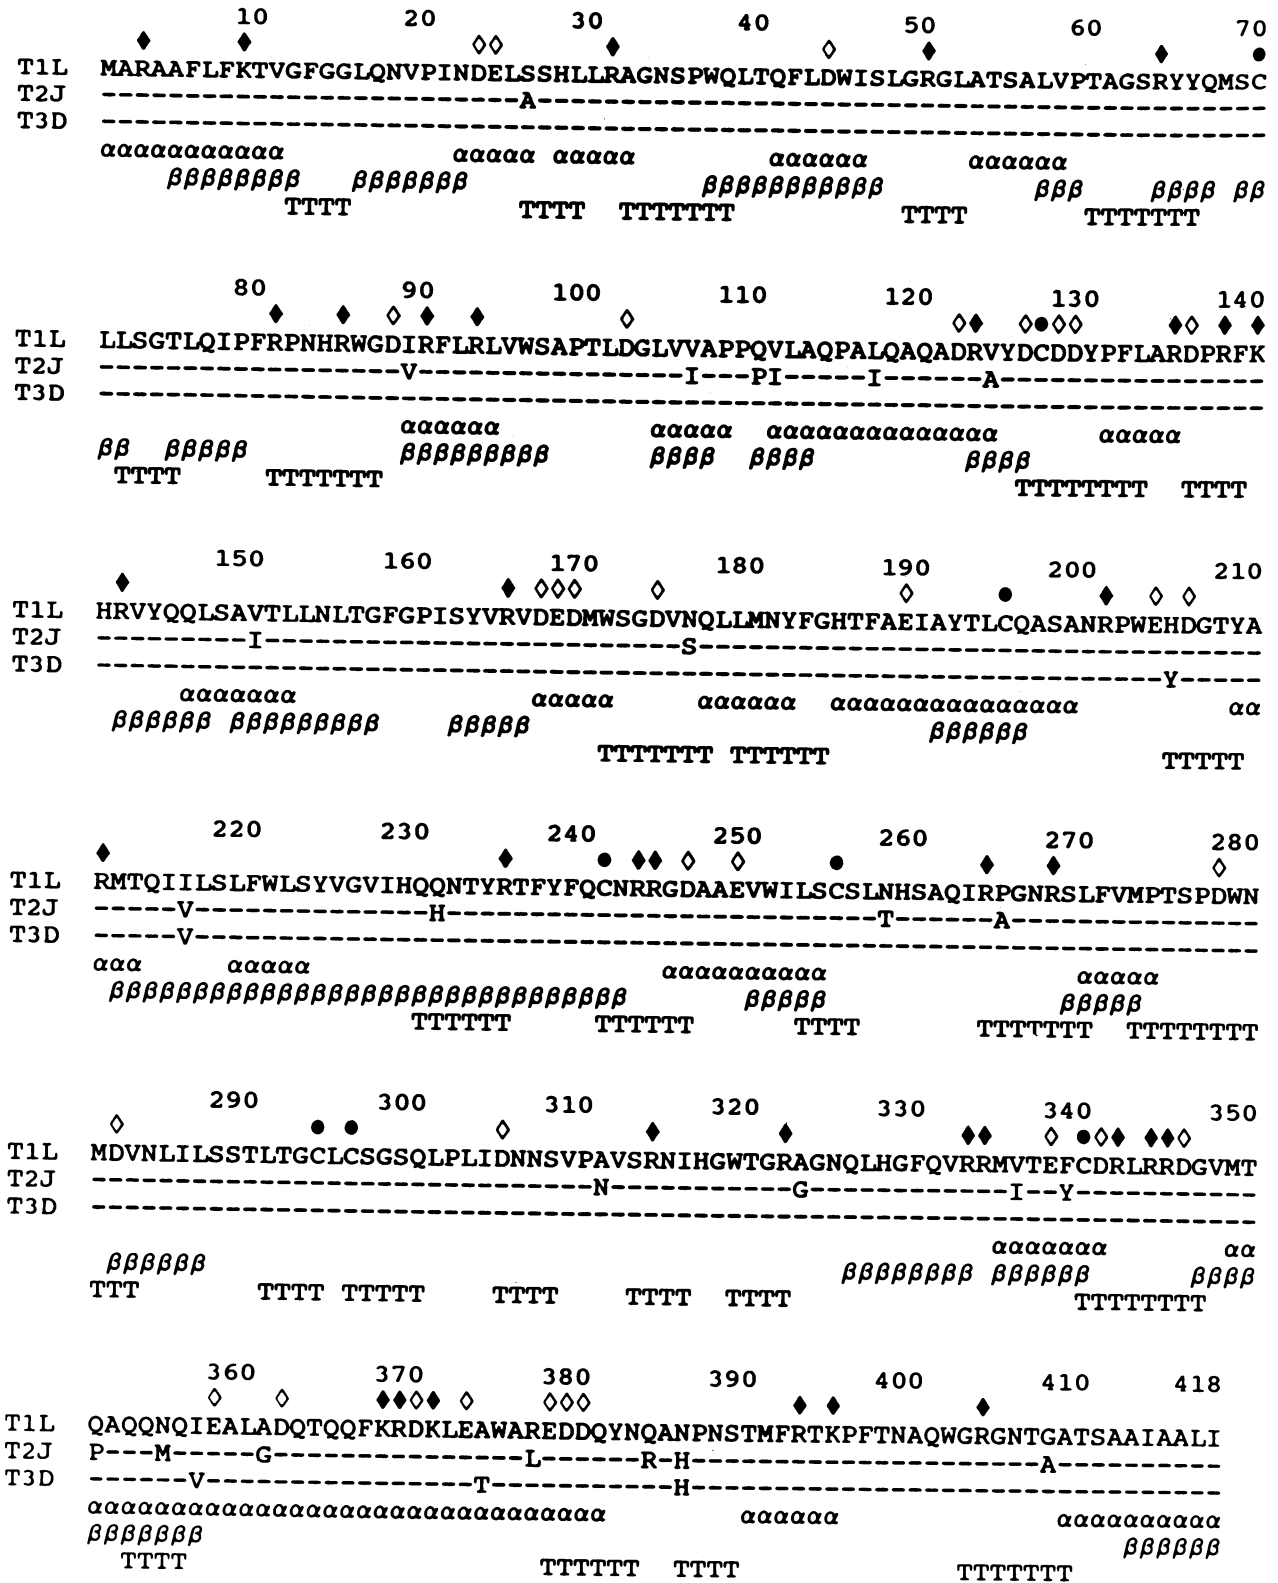 10 20 30 40 50 60 70
T1L MARAAFLFKTVGFGGLQNVPINDELSSHLLRAGNSPWQLTQFLDWISLGRGLATSALVPTAGSRYYQMSC
T2J -------------------------A--------------------------------------------
T3D ----------------------------------------------------------------------
ααααααααααα ααααα ααααα αααααα αααααα
ββββββββ βββββββ βββββββββββ βββ ββββ ββ
TTTT TTTT TTTTTTT TTTT TTTTTTT
80 90 100 110 120 130 140
T1L LLSGTLQIPFRPNHRWGDIRFLRLVWSAPTLDGLVVAPPQVLAQPALQAQADRVYDCDDYPFLARDPRFK
T2J ------------------V----------------I---PI-----I------A----------------
T3D ----------------------------------------------------------------------
αααααα ααααα αααααααααααααα ααααα
ββ βββββ βββββββββ ββββ ββββ ββββ
TTTT TTTTTTT TTTTTTTT TTTT
150 160 170 180 190 200 210
T1L HRVYQQLSAVTLLNLTGFGPISYVRVDEDMWSGDVNQLLMNYFGHTFAEIAYTLCQASANRPWEHDGTYA
T2J ---------I-------------------------S----------------------------------
T3D ----------------------------------------------------------------Y-----
ααααααα ααααα αααααα ααααααααααααααα αα
ββββββ βββββββββ βββββ ββββββ
TTTTTTT TTTTTT TTTTT
220 230 240 250 260 270 280
T1L RMTQIILSLFWLSYVGVIHQQNTYRTFYFQCNRRGDAAEVWILSCSLNHSAQIRPGNRSLFVMPTSPDWN
T2J -----V--------------H--------------------------T------A---------------
T3D -----V----------------------------------------------------------------
ααα ααααα αααααααααα ααααα
βββββββββββββββββββββββββββββββ βββββ βββββ
TTTTTT TTTTTT TTTT TTTTTTT TTTTTTTT
290 300 310 320 330 340 350
T1L MDVNLILSSTLTGCLCSGSQLPLIDNNSVPAVSRNIHGWTGRAGNQLHGFQVRRMVTEFCDRLRRDGVMT
T2J ------------------------------N-----------G------------I--Y-----------
T3D ----------------------------------------------------------------------
ααααααα αα
ββββββ ββββββββ ββββββ ββββ
TTT TTTT TTTTT TTTT TTTT TTTT TTTTTTTT
360 370 380 390 400 410 418
T1L QAQQNQIEALADQTQQFKRDKLEAWAREDDQYNQANPNSTMFRTKPFTNAQWGRGNTGATSAAIAALI
T2J P---M-----G---------------L------R-H---------------------A----------
T3D ------V----------------T-----------H--------------------------------
ααααααααααααααααααααααααααααααα αααααα αααααααααα
βββββββ ββββββ
TTTT TTTTTT TTTT TTTTTTT